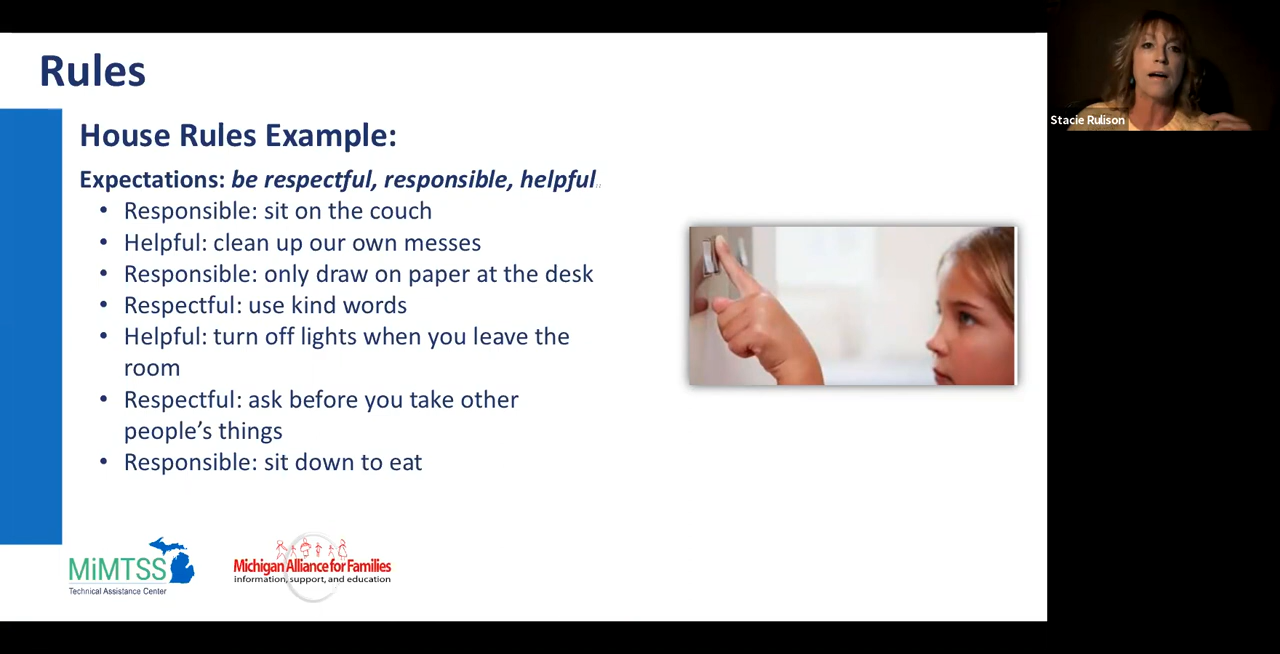 Rules
House Rules Example:
Expectations: be respectful, responsible, helpful
• Responsible: sit on the couch
• Helpful: clean up our own messes
• Responsible: only draw on paper at the desk
• Respectful: use kind words
• Helpful: turn off lights when you leave the
room
• Respectful: ask before you take other
people’s things
• Responsible: sit down to eat
MiMTSS
Technical Assistance Center
Michigan Alliance for Families
information, support, and education
Stacie Rulison